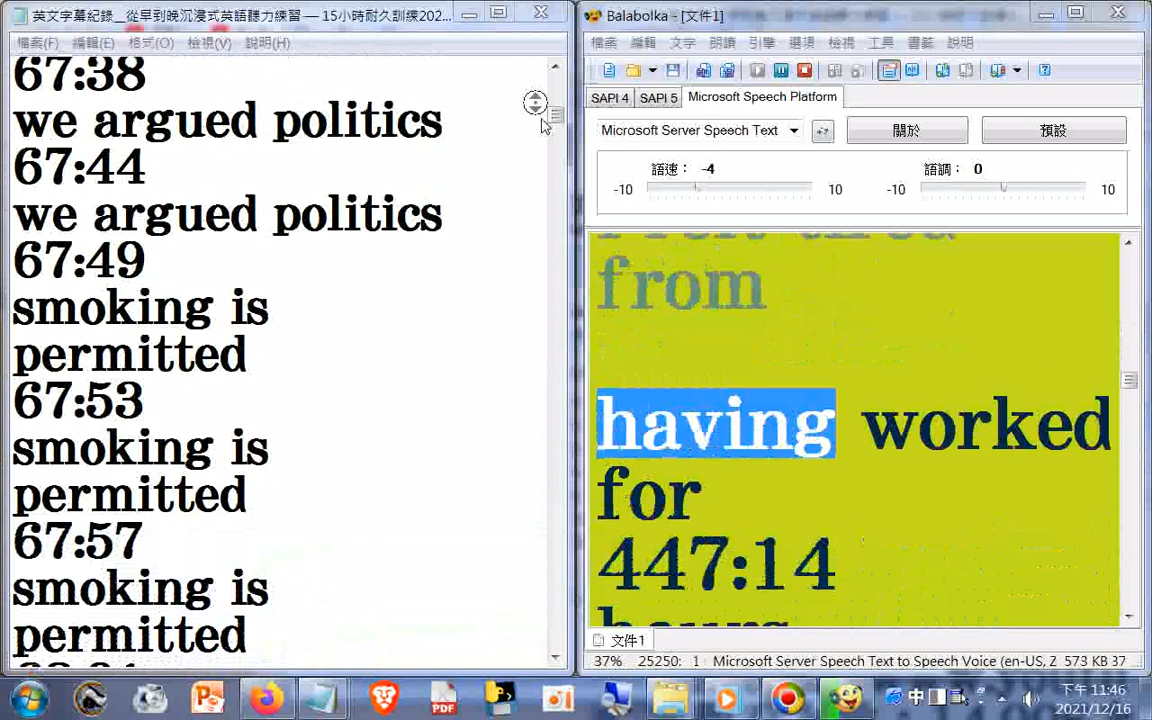 英文字幕紀錄__從早到晚沉浸式英語聽力練習 — 15小時耐久訓練202...
檔案(F) 編輯(E) 格式(O) 檢視(V) 說明(H)
67:38
we argued politics
67:44
we argued politics
67:49
smoking is
permitted
67:53
smoking is
permitted
67:57
smoking is
permitted
Balabolka - [文件1]
檔案 編輯 文字 朗讀 引擎 選項 檢視 工具 書籤 說明
SAPI 4 SAPI 5 Microsoft Speech Platform
Microsoft Server Speech Text 關於 預設
語速： -4 語調： 0
-10 10 -10 10
from
having worked
for
447:14
hours
文件1
37% 25250: 1 Microsoft Server Speech Text to Speech Voice (en-US, Z 573 KB 37
中 下午 11:46
2021/12/16